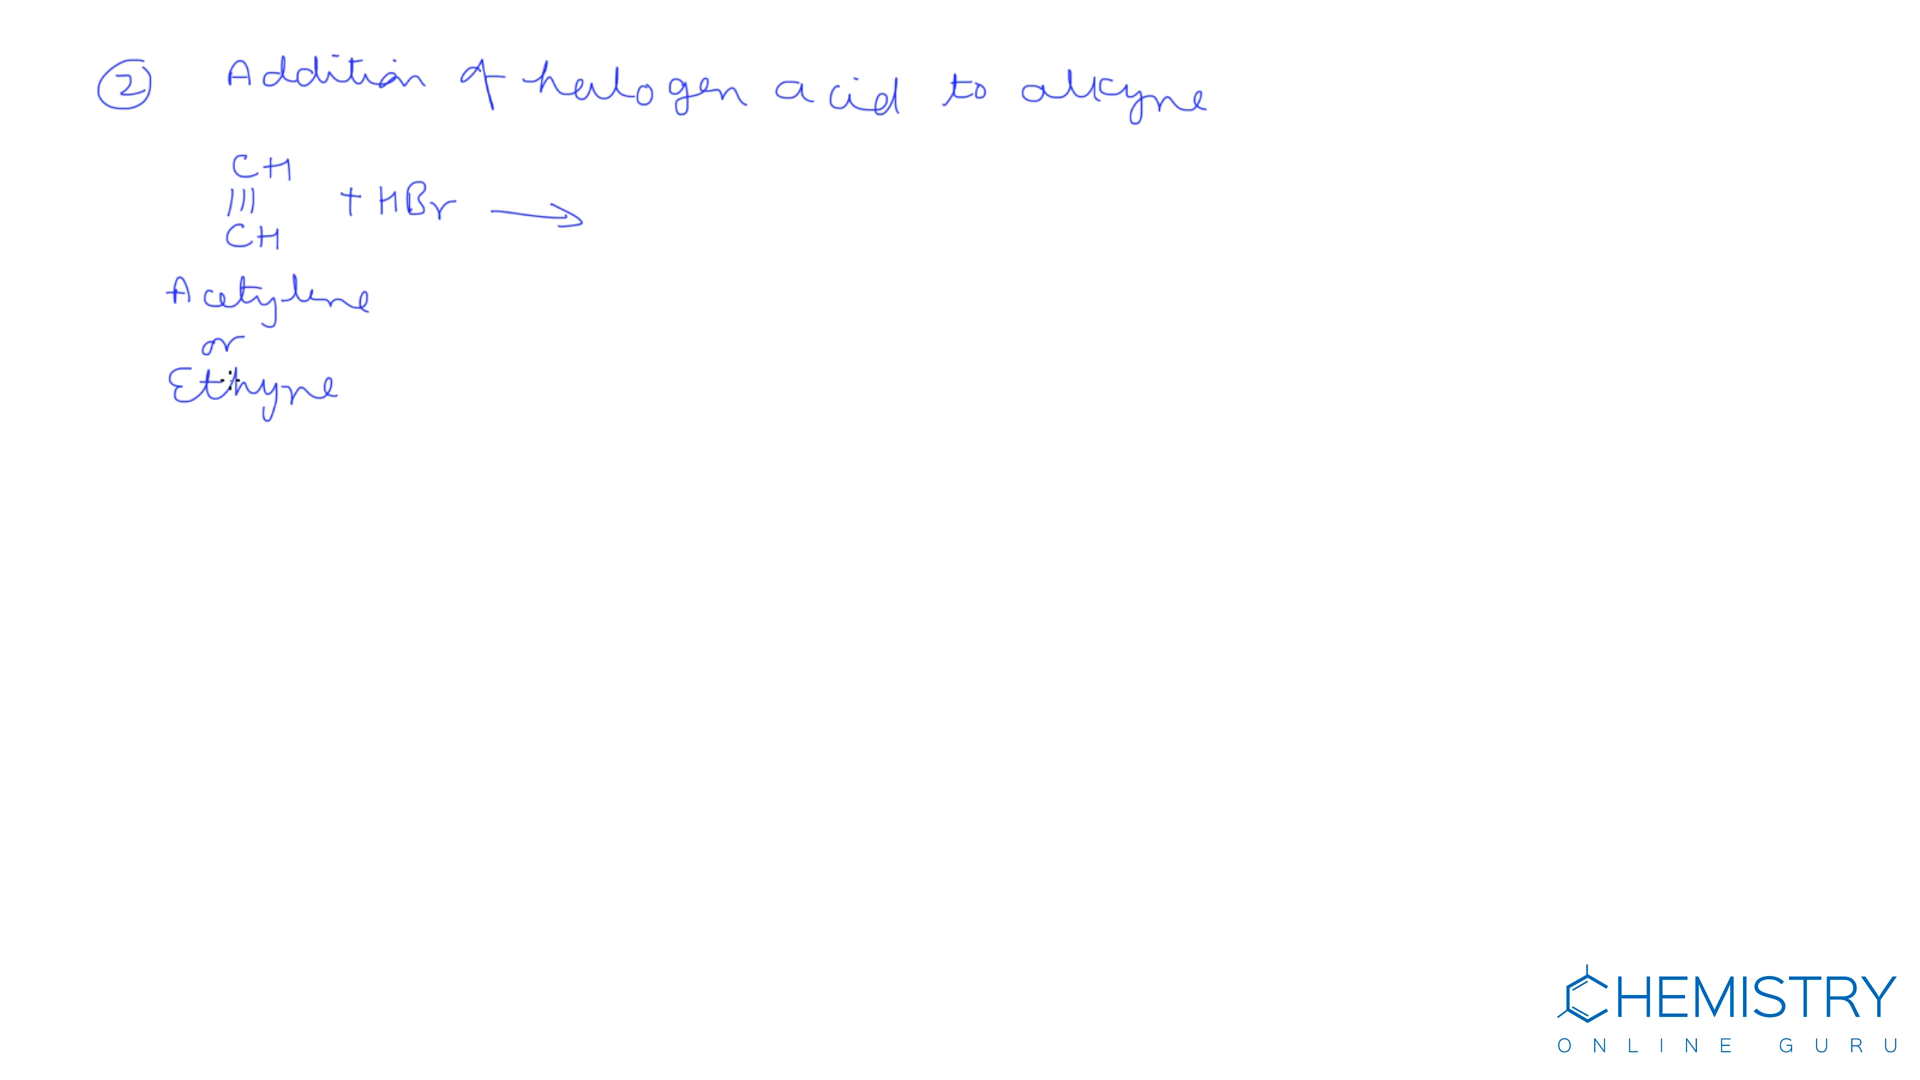 2 Addition of halogen acid to alkyne
CH
||| + HBr →
CH
Acetylene
or
Ethyne
CHEMISTRY
ONLINE GURU